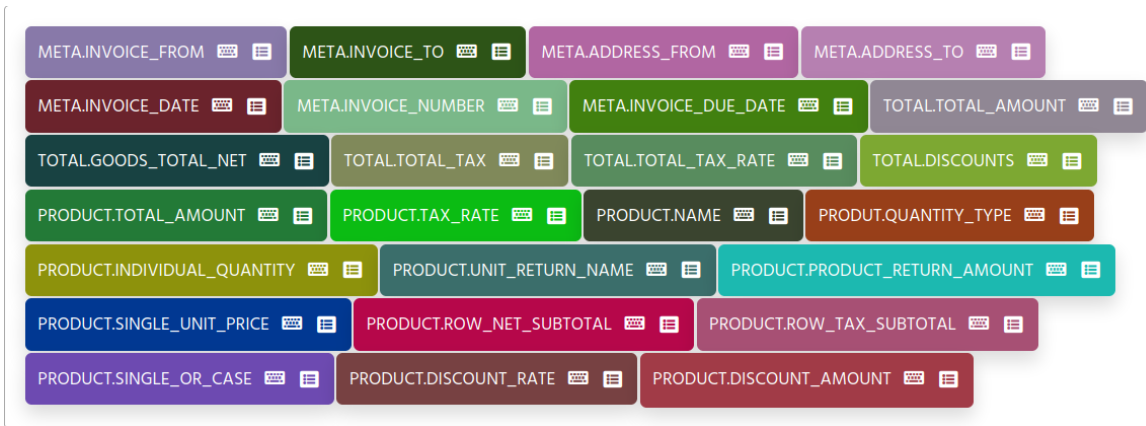 META.INVOICE_FROM META.INVOICE_TO META.ADDRESS_FROM META.ADDRESS_TO
META.INVOICE_DATE META.INVOICE_NUMBER META.INVOICE_DUE_DATE TOTAL.TOTAL_AMOUNT
TOTAL.GOODS_TOTAL_NET TOTAL.TOTAL_TAX TOTAL.TOTAL_TAX_RATE TOTAL.DISCOUNTS
PRODUCT.TOTAL_AMOUNT PRODUCT.TAX_RATE PRODUCT.NAME PRODUT.QUANTITY_TYPE
PRODUCT.INDIVIDUAL_QUANTITY PRODUCT.UNIT_RETURN_NAME PRODUCT.PRODUCT_RETURN_AMOUNT
PRODUCT.SINGLE_UNIT_PRICE PRODUCT.ROW_NET_SUBTOTAL PRODUCT.ROW_TAX_SUBTOTAL
PRODUCT.SINGLE_OR_CASE PRODUCT.DISCOUNT_RATE PRODUCT.DISCOUNT_AMOUNT